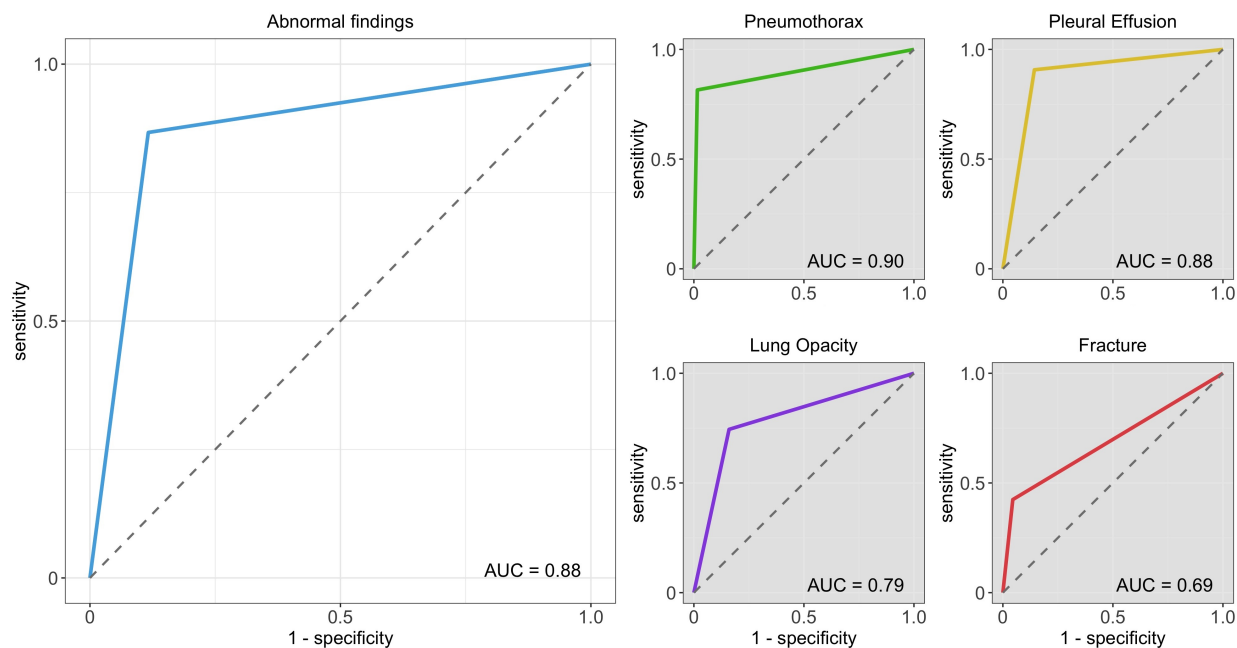 Abnormal findings
1.0
0.5
0
sensitivity
AUC = 0.88
0 0.5 1.0
1 - specificity
Pneumothorax
1.0
0.5
0
sensitivity
AUC = 0.90
0 0.5 1.0
Pleural Effusion
1.0
0.5
0
sensitivity
AUC = 0.88
0 0.5 1.0
Lung Opacity
1.0
0.5
0
sensitivity
AUC = 0.79
0 0.5 1.0
1 - specificity
Fracture
1.0
0.5
0
sensitivity
AUC = 0.69
0 0.5 1.0
1 - specificity